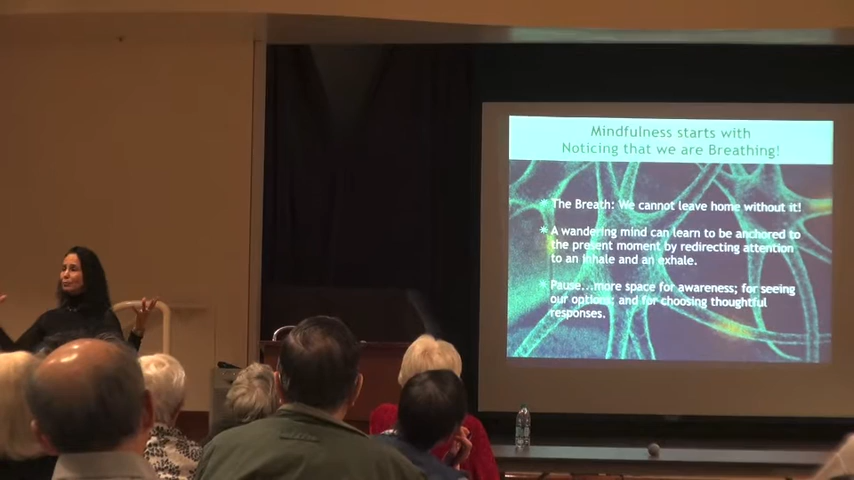 Mindfulness starts with
Noticing that we are Breathing!
* The Breath: We cannot leave home without it!
* A wandering mind can learn to be anchored to
the present moment by redirecting attention
to an inhale and an exhale.
* Pause...more space for awareness; for seeing
our options; and for choosing thoughtful
responses.